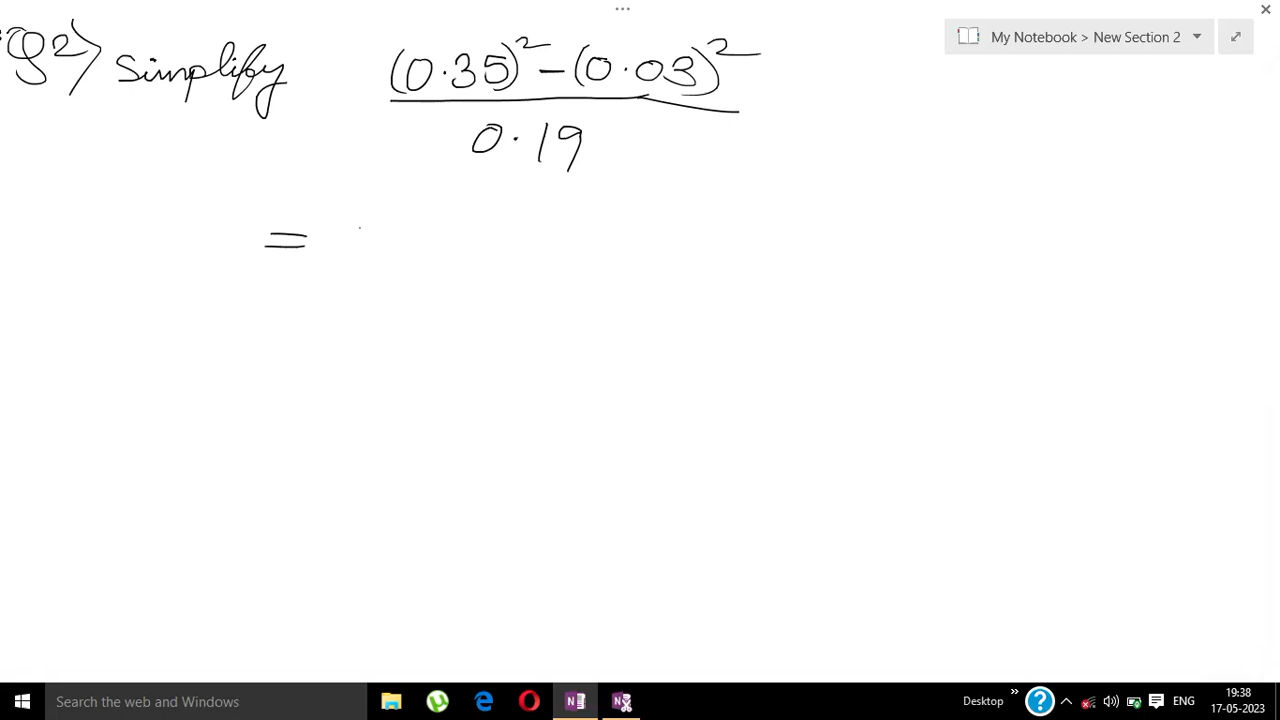 My Notebook > New Section 2
Q2) Simplify (0.35)² - (0.03)²
0.19
=
Search the web and Windows
Desktop
ENG
19:38
17-05-2023